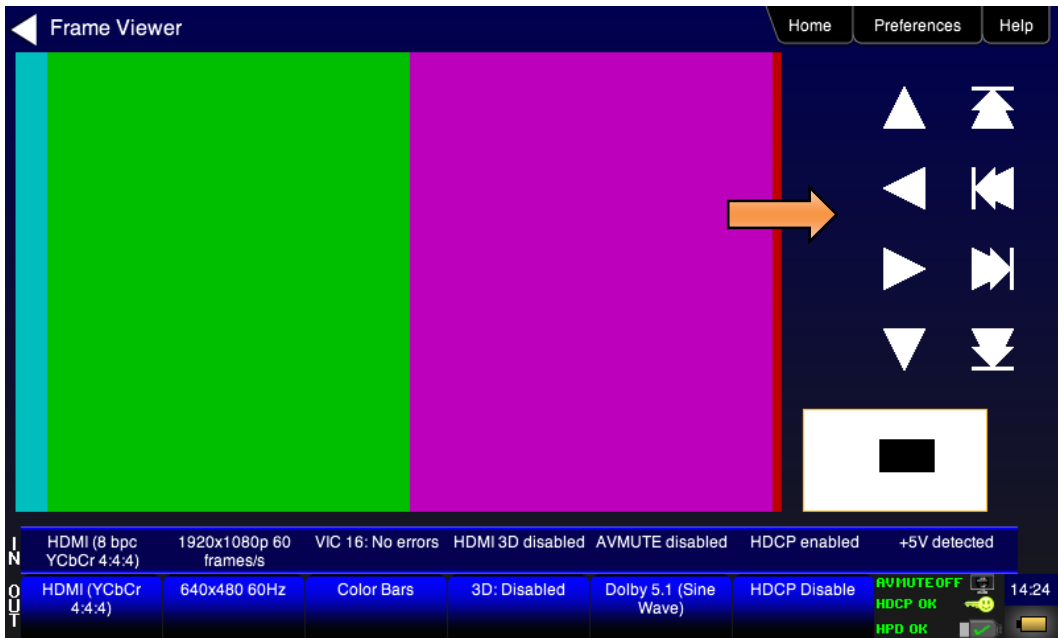 Frame Viewer
Home
Preferences
Help
IN
HDMI (8 bpc
YCbCr 4:4:4)
1920x1080p 60
frames/s
VIC 16: No errors
HDMI 3D disabled
AVMUTE disabled
HDCP enabled
+5V detected
OUT
HDMI (YCbCr
4:4:4)
640x480 60Hz
Color Bars
3D: Disabled
Dolby 5.1 (Sine
Wave)
HDCP Disable
AVMUTEOFF
HDCP OK
HPD OK
14:24